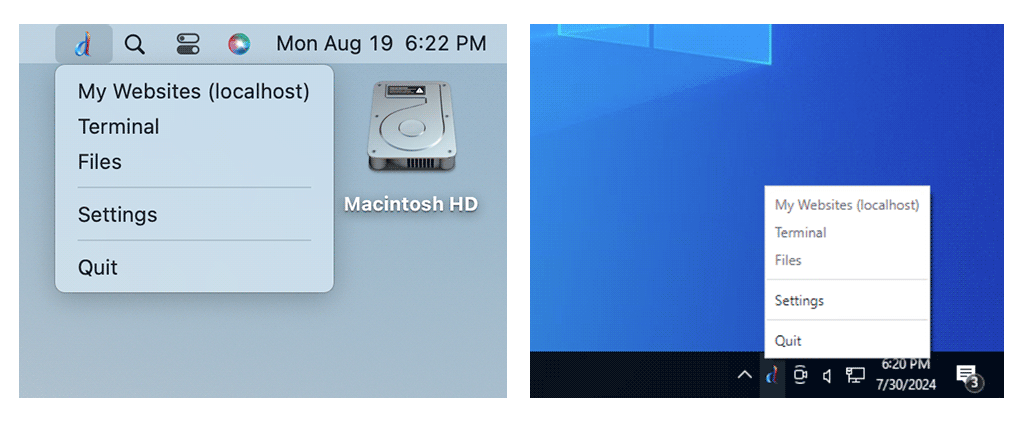 Mon Aug 19 6:22 PM
My Websites (localhost)
Terminal
Files
Settings
Quit
Macintosh HD
My Websites (localhost)
Terminal
Files
Settings
Quit
6:20 PM
7/30/2024
3